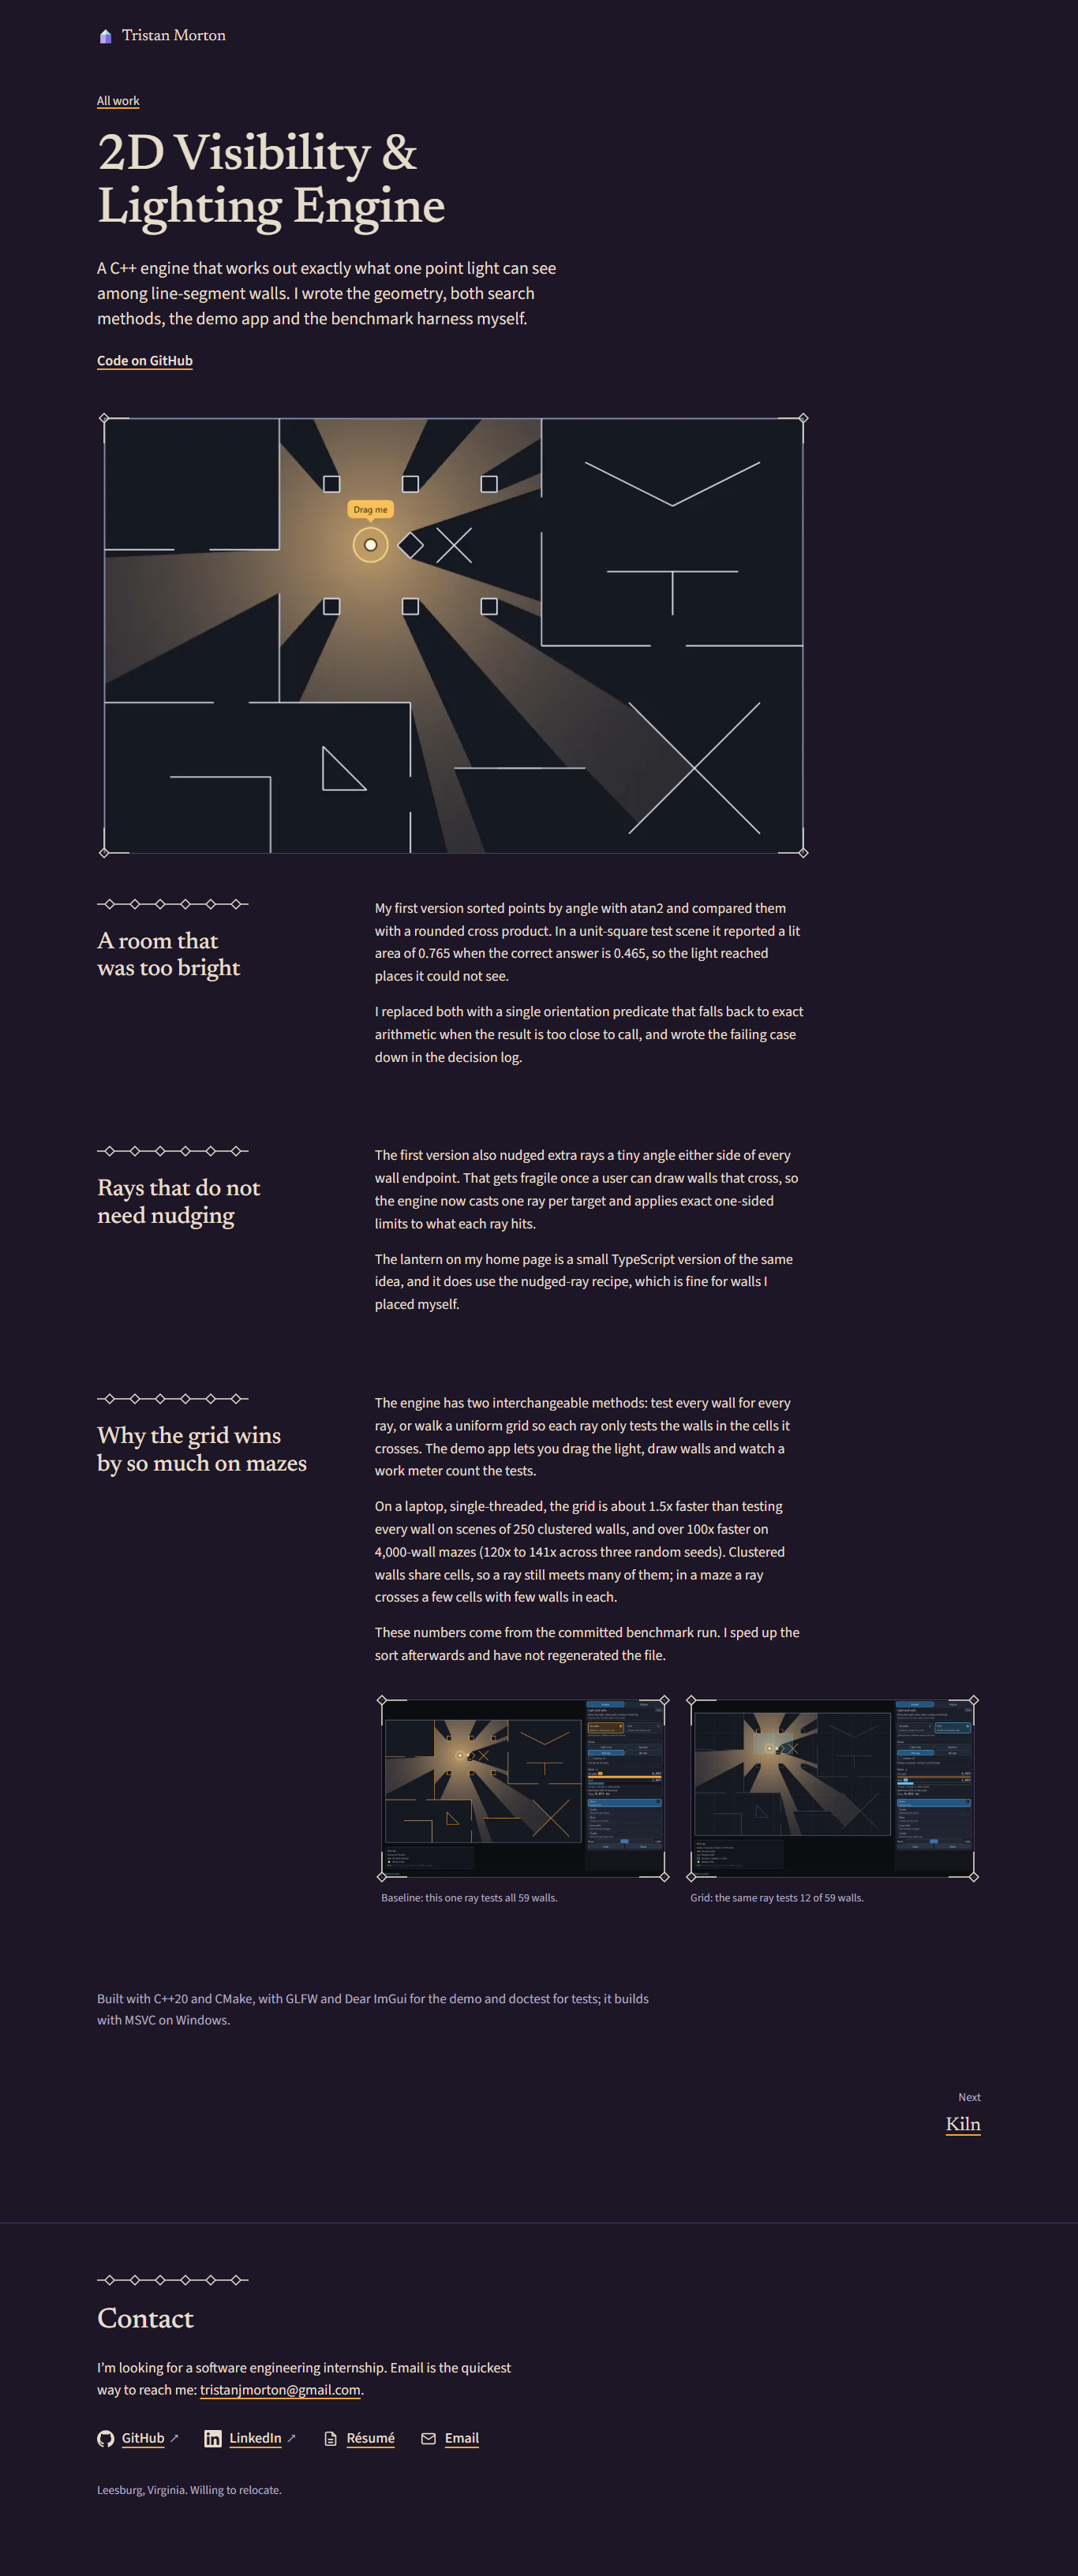 Tristan Morton
All work
2D Visibility &
Lighting Engine
A C++ engine that works out exactly what one point light can see
among line-segment walls. I wrote the geometry, both search
methods, the demo app and the benchmark harness myself.
Code on GitHub
Drag me
A room that
was too bright
My first version sorted points by angle with atan2 and compared them
with a rounded cross product. In a unit-square test scene it reported a lit
area of 0.765 when the correct answer is 0.465, so the light reached
places it could not see.
I replaced both with a single orientation predicate that falls back to exact
arithmetic when the result is too close to call, and wrote the failing case
down in the decision log.
Rays that do not
need nudging
The first version also nudged extra rays a tiny angle either side of every
wall endpoint. That gets fragile once a user can draw walls that cross, so
the engine now casts one ray per target and applies exact one-sided
limits to what each ray hits.
The lantern on my home page is a small TypeScript version of the same
idea, and it does use the nudged-ray recipe, which is fine for walls I
placed myself.
Why the grid wins
by so much on mazes
The engine has two interchangeable methods: test every wall for every
ray, or walk a uniform grid so each ray only tests the walls in the cells it
crosses. The demo app lets you drag the light, draw walls and watch a
work meter count the tests.
On a laptop, single-threaded, the grid is about 1.5x faster than testing
every wall on scenes of 250 clustered walls, and over 100x faster on
4,000-wall mazes (120x to 141x across three random seeds). Clustered
walls share cells, so a ray still meets many of them; in a maze a ray
crosses a few cells with few walls in each.
These numbers come from the committed benchmark run. I sped up the
sort afterwards and have not regenerated the file.
Baseline: this one ray tests all 59 walls.
Grid: the same ray tests 12 of 59 walls.
Built with C++20 and CMake, with GLFW and Dear ImGui for the demo and doctest for tests; it builds
with MSVC on Windows.
Next
Kiln
Contact
I'm looking for a software engineering internship. Email is the quickest
way to reach me: tristanjmorton@gmail.com.
GitHub ↗ LinkedIn ↗ Résumé Email
Leesburg, Virginia. Willing to relocate.